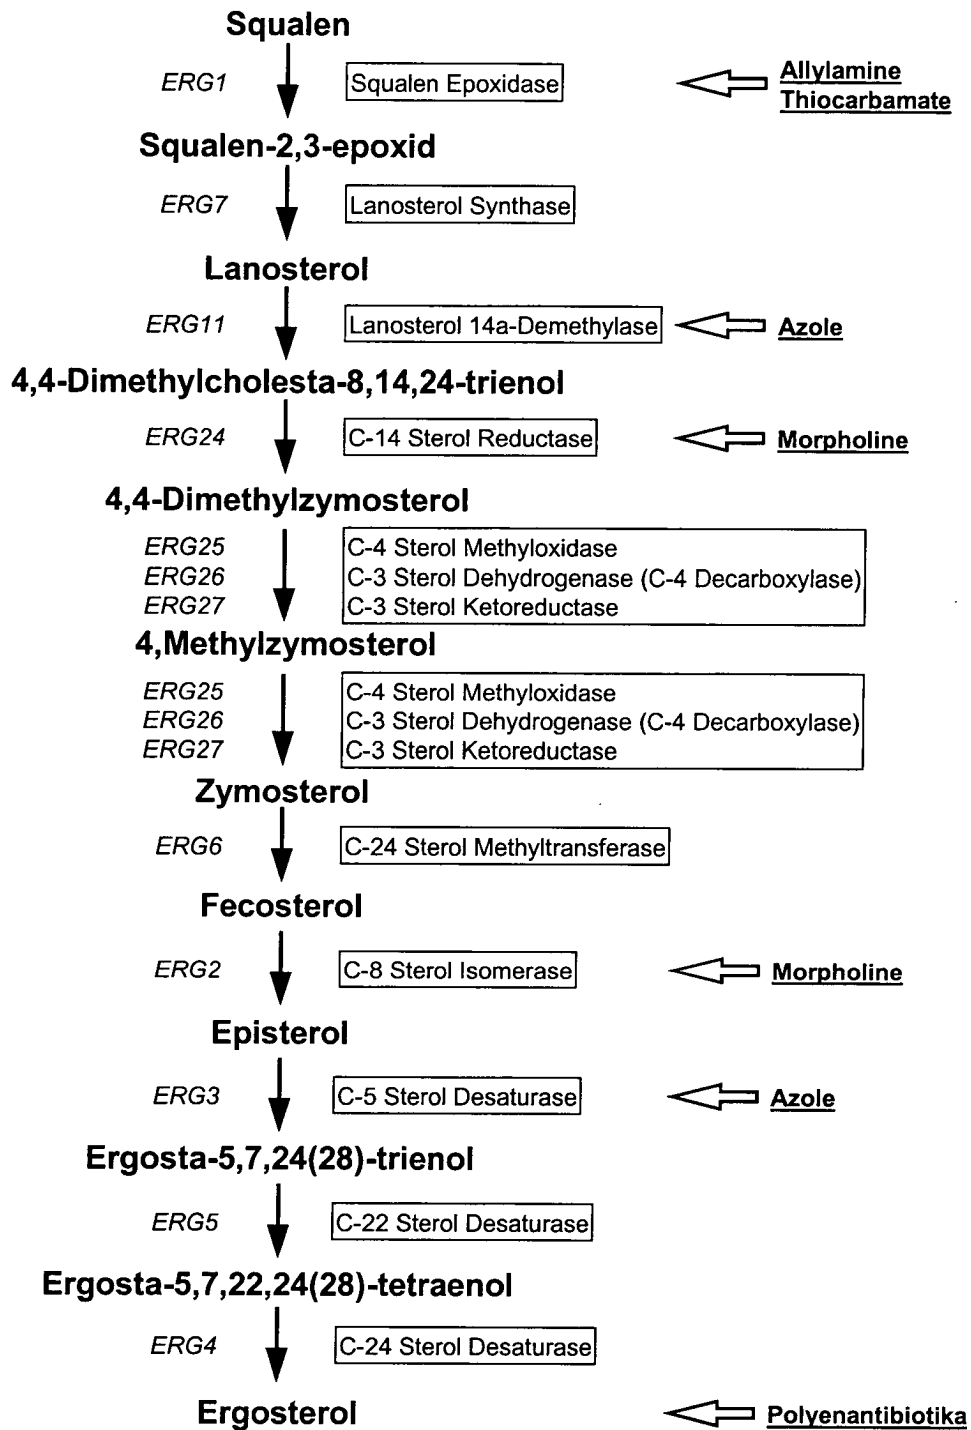 Squalen
ERG1 Squalen Epoxidase Allylamine
Thiocarbamate
Squalen-2,3-epoxid
ERG7 Lanosterol Synthase
Lanosterol
ERG11 Lanosterol 14a-Demethylase Azole
4,4-Dimethylcholesta-8,14,24-trienol
ERG24 C-14 Sterol Reductase Morpholine
4,4-Dimethylzymosterol
ERG25 C-4 Sterol Methyloxidase
ERG26 C-3 Sterol Dehydrogenase (C-4 Decarboxylase)
ERG27 C-3 Sterol Ketoreductase
4,Methylzymosterol
ERG25 C-4 Sterol Methyloxidase
ERG26 C-3 Sterol Dehydrogenase (C-4 Decarboxylase)
ERG27 C-3 Sterol Ketoreductase
Zymosterol
ERG6 C-24 Sterol Methyltransferase
Fecosterol
ERG2 C-8 Sterol Isomerase Morpholine
Episterol
ERG3 C-5 Sterol Desaturase Azole
Ergosta-5,7,24(28)-trienol
ERG5 C-22 Sterol Desaturase
Ergosta-5,7,22,24(28)-tetraenol
ERG4 C-24 Sterol Desaturase
Ergosterol Polyenantibiotika